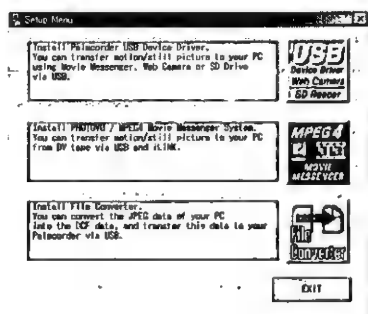 Setup Menu
Install Palmcorder USB Device Driver.
You can transfer motion/still picture to your PC
using Movie Messenger, Web Camera or SD Drive
via USB.
USB
Device Driver
Web Camera
SD Reader
Install PHOTOVU / MPEG4 Movie Messenger System.
You can transfer motion/still picture to your PC
from DV tape via USB and iLINK.
MPEG4
MOVIE
MESSENGER
Install File Converter.
You can convert the JPEG data of your PC
into the DCF data, and transfer this data to your
Palmcorder via USB.
File
Converter
EXIT